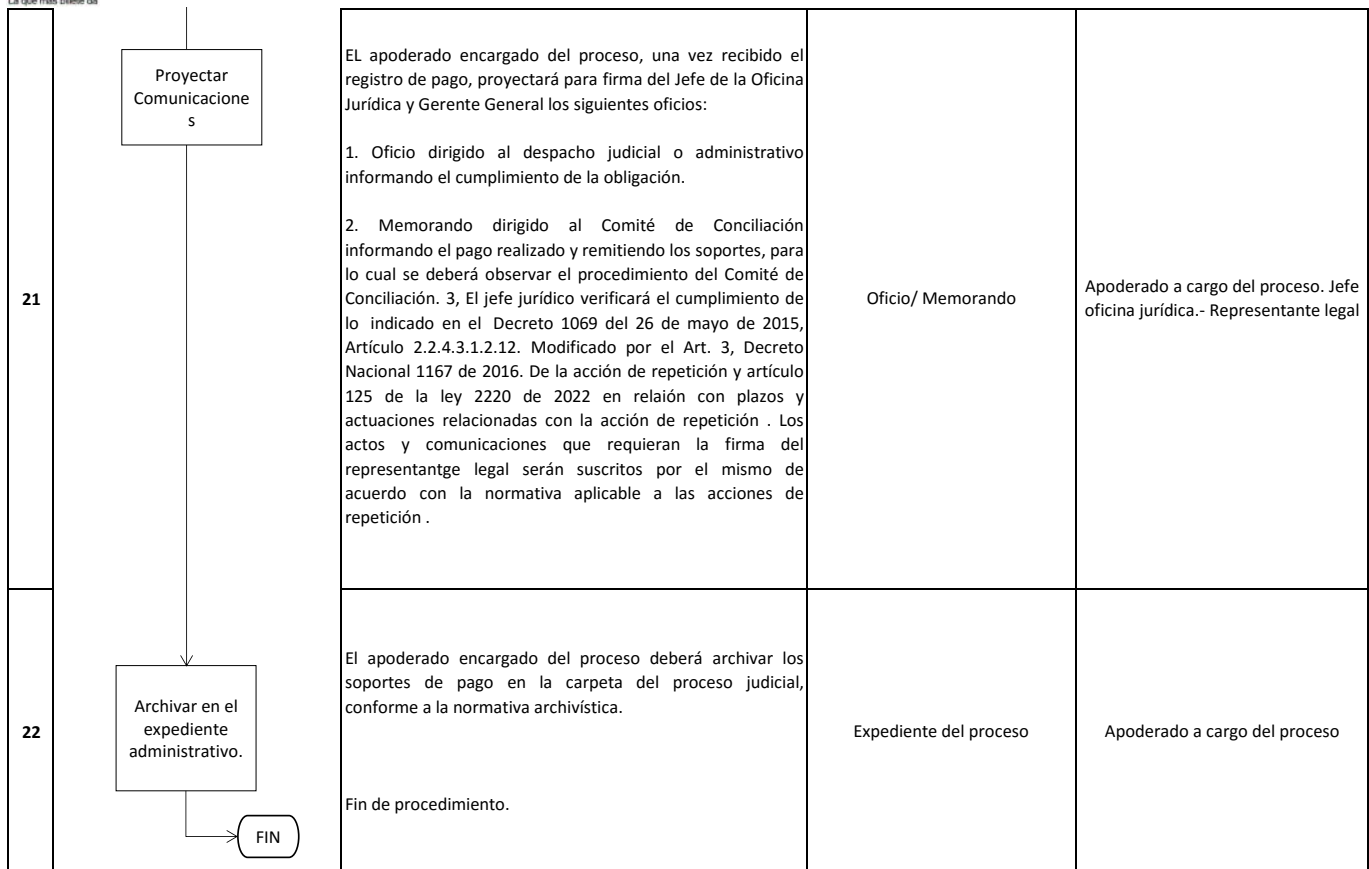 La que más billete da
21
Proyectar
Comunicacione
s
EL apoderado encargado del proceso, una vez recibido el
registro de pago, proyectará para firma del Jefe de la Oficina
Jurídica y Gerente General los siguientes oficios:
1. Oficio dirigido al despacho judicial o administrativo
informando el cumplimiento de la obligación.
2. Memorando dirigido al Comité de Conciliación
informando el pago realizado y remitiendo los soportes, para
lo cual se deberá observar el procedimiento del Comité de
Conciliación. 3, El jefe jurídico verificará el cumplimiento de
lo indicado en el Decreto 1069 del 26 de mayo de 2015,
Artículo 2.2.4.3.1.2.12. Modificado por el Art. 3, Decreto
Nacional 1167 de 2016. De la acción de repetición y artículo
125 de la ley 2220 de 2022 en relaión con plazos y
actuaciones relacionadas con la acción de repetición . Los
actos y comunicaciones que requieran la firma del
representantge legal serán suscritos por el mismo de
acuerdo con la normativa aplicable a las acciones de
repetición .
Oficio/ Memorando
Apoderado a cargo del proceso. Jefe
oficina jurídica.- Representante legal
22
Archivar en el
expediente
administrativo.
FIN
El apoderado encargado del proceso deberá archivar los
soportes de pago en la carpeta del proceso judicial,
conforme a la normativa archivística.
Fin de procedimiento.
Expediente del proceso
Apoderado a cargo del proceso